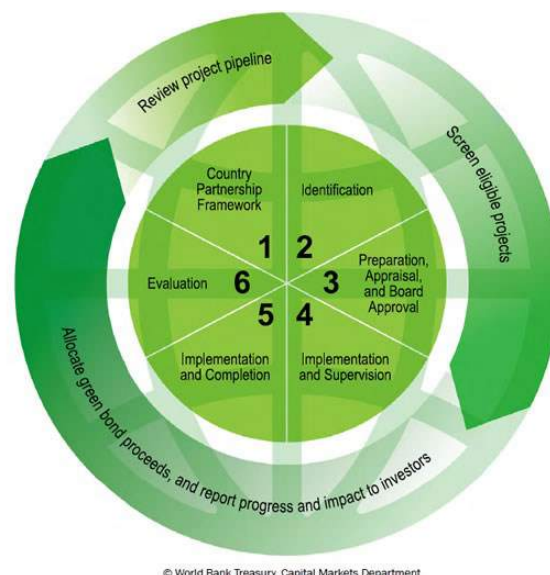 Review project pipeline
Screen eligible projects
Allocate green bond proceeds, and report progress and impact to investors
Country
Partnership
Framework
1
Identification
2
Preparation,
Appraisal,
and Board
Approval
3
Implementation
and Supervision
4
Implementation
and Completion
5
Evaluation
6
© World Bank Treasury, Capital Markets Department